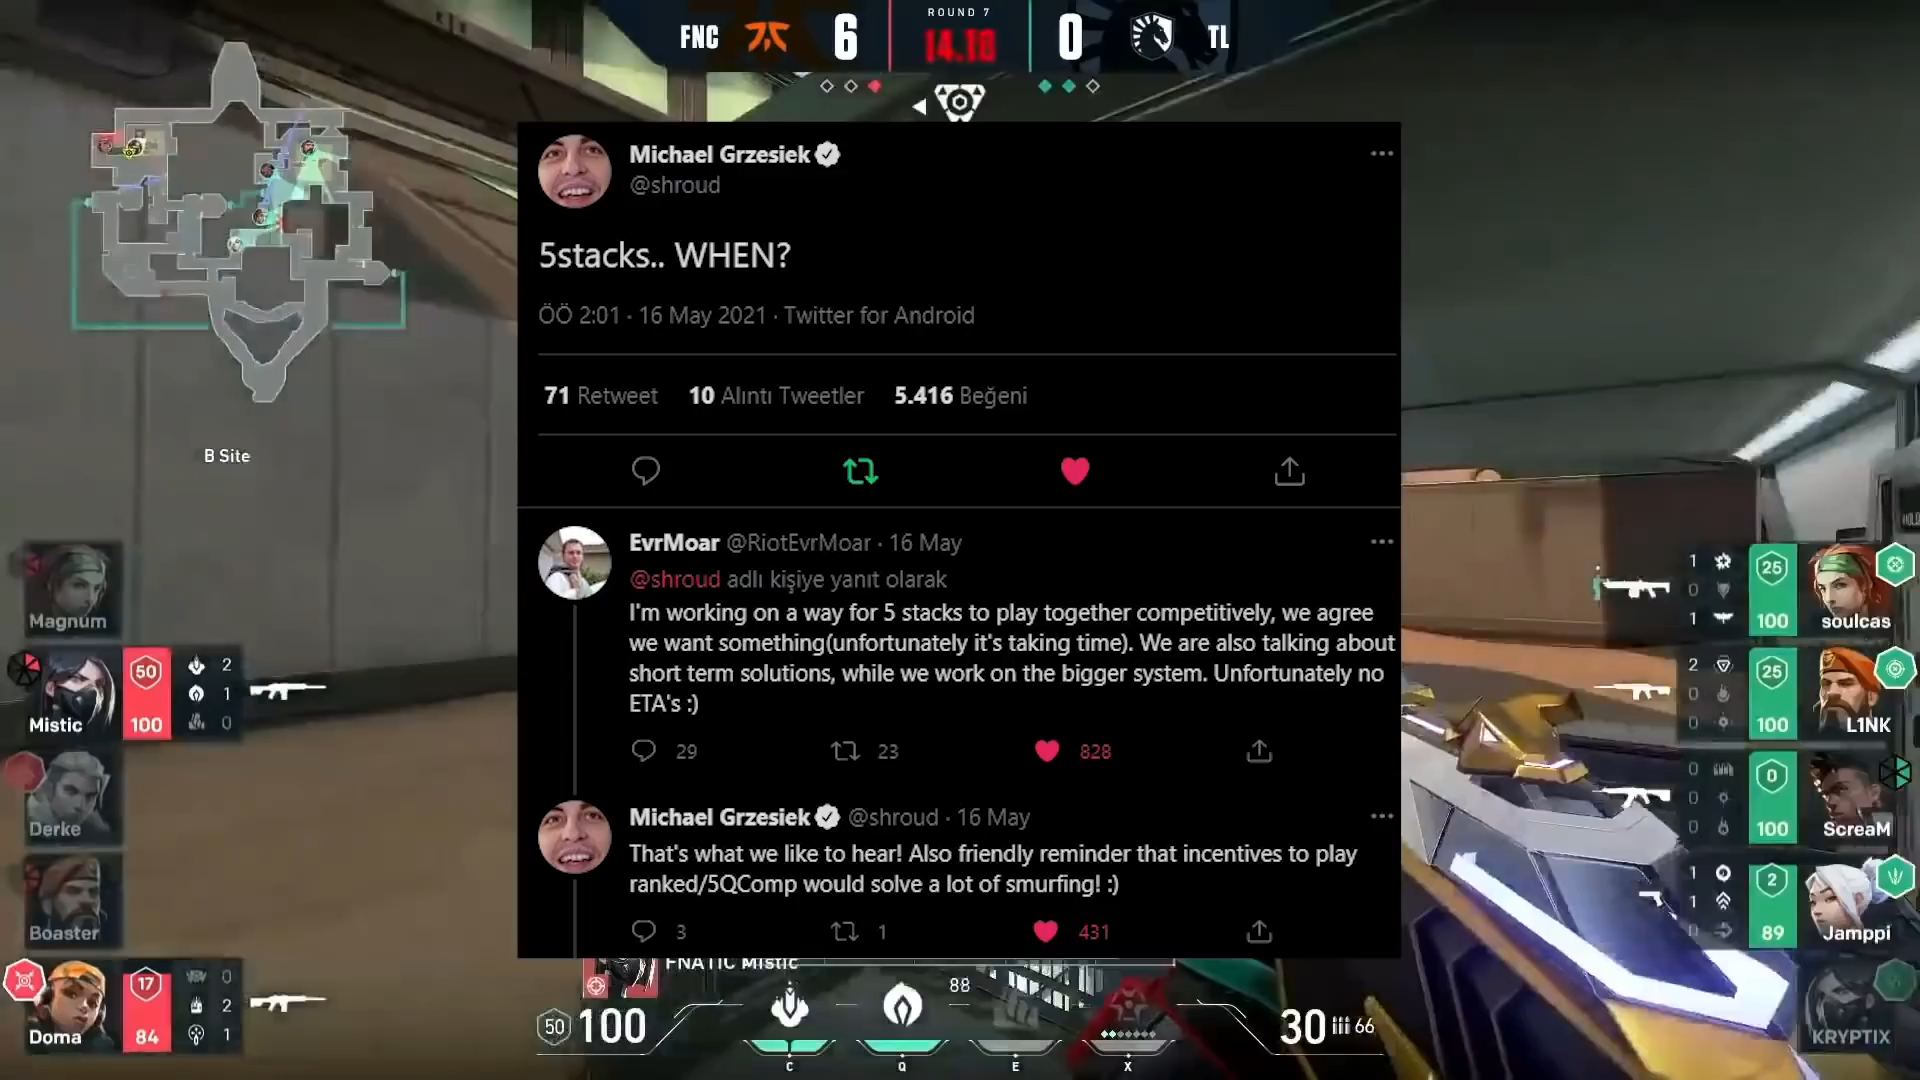 ROUND 7
FNC 6 14.10 0 TL
Michael Grzesiek
@shroud
5stacks.. WHEN?
ÖÖ 2:01 · 16 May 2021 · Twitter for Android
71 Retweet 10 Alıntı Tweetler 5.416 Beğeni
EvrMoar @RiotEvrMoar · 16 May
@shroud adlı kişiye yanıt olarak
I'm working on a way for 5 stacks to play together competitively, we agree
we want something(unfortunately it's taking time). We are also talking about
short term solutions, while we work on the bigger system. Unfortunately no
ETA's :)
29 23 828
Michael Grzesiek @shroud · 16 May
That's what we like to hear! Also friendly reminder that incentives to play
ranked/5QComp would solve a lot of smurfing! :)
3 1 431
B Site
Magnum
50 2
1
Mistic 100 0
Derke
Boaster
17 0
2
Doma 84 1
1 25
0
1 100 soulcas
2 25
0
0 100 L1NK
0 0
0
0 100 ScreaM
1 2
1
0 89 Jamppi
KRYPTIX
FNATIC Mistic
88
50 100
30 66
C Q E X